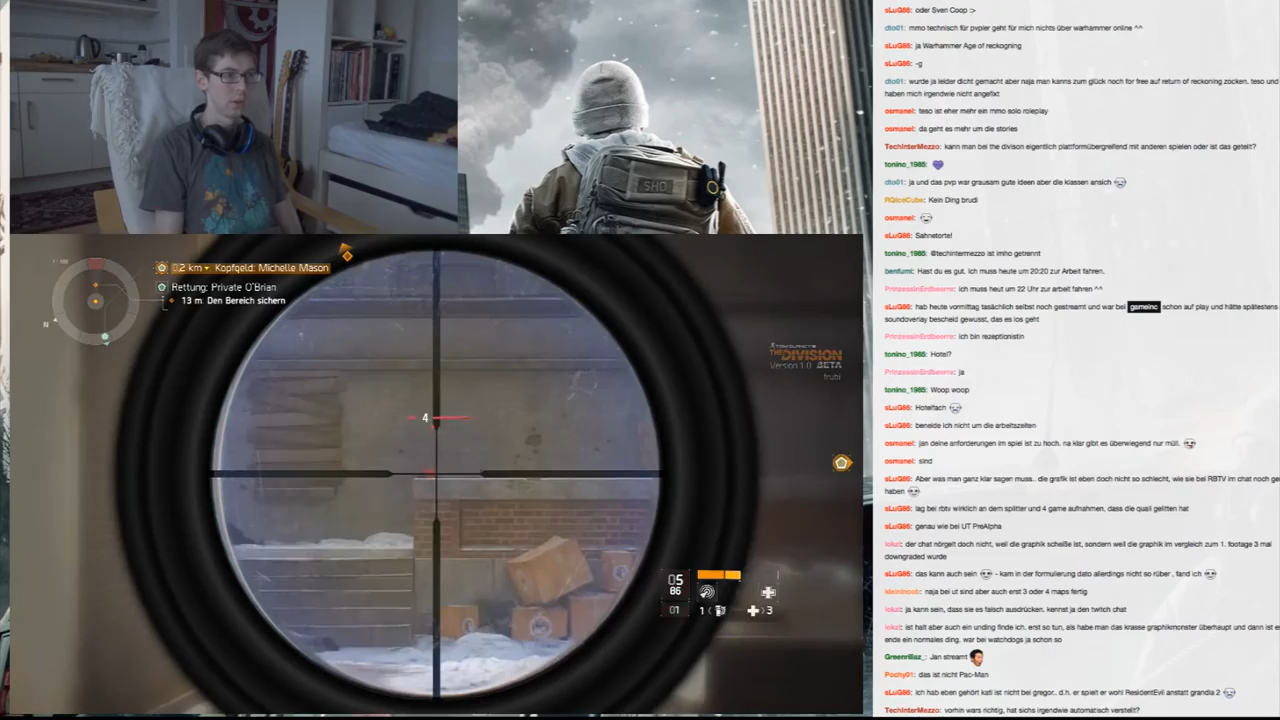 SHD
0.2 km Kopfgeld: Michelle Mason
Rettung: Private O'Brian
13 m: Den Bereich sichern
N
THE DIVISION
Version 1.0 BETA
frubi
4
05
86
01
1
3
sLuG86: oder Sven Coop :>
dto01: mmo technisch für pvpler geht für mich nichts über warhammer online ^^
sLuG86: ja Warhammer Age of reckogning
sLuG86: -g
dto01: wurde ja leider dicht gemacht aber naja man kanns zum glück noch for free auf return of reckoning zocken. teso und
haben mich irgendwie nicht angefixt
osmanel: teso ist eher mehr ein mmo solo roleplay
osmanel: da geht es mehr um die stories
TechInterMezzo: kann man bei the divison eigentlich plattformübergreifend mit anderen spielen oder ist das geteilt?
tonino_1985:
dto01: ja und das pvp war grausam gute ideen aber die klassen ansich
RQiceCube: Kein Ding brudi
osmanel:
sLuG86: Sahnetorte!
tonino_1985: @techintermezzo ist imho getrennt
benfumi: Hast du es gut. Ich muss heute um 20:20 zur Arbeit fahren.
PrinzessinErdbeerre: ich muss heut um 22 Uhr zur arbeit fahren ^^
sLuG86: hab heute vormittag tasächlich selbst noch gestreamt und war bei gameinc schon auf play und hätte spätestens
soundoverlay bescheid gewusst, das es los geht
PrinzessinErdbeerre: ich bin rezeptionistin
tonino_1985: Hotel?
PrinzessinErdbeerre: ja
tonino_1985: Woop woop
sLuG86: Hotelfach
sLuG86: beneide ich nicht um die arbeitszeiten
osmanel: jan deine anforderungen im spiel ist zu hoch. na klar gibt es überwiegend nur müll.
osmanel: sind
sLuG86: Aber was man ganz klar sagen muss.. die grafik ist eben doch nicht so schlecht, wie sie bei RBTV im chat noch ge
haben
sLuG86: lag bei rbtv wirklich an dem splitter und 4 game aufnahmen, dass die quali gelitten hat
sLuG86: genau wie bei UT PreAlpha
lokzi: der chat nörgelt doch nicht, weil die graphik scheiße ist, sondern weil die graphik im vergleich zum 1. footage 3 mal
downgraded wurde
sLuG86: das kann auch sein - kam in der formulierung dato allerdings nicht so rüber , fand ich
kleininoob: naja bei ut sind aber auch erst 3 oder 4 maps fertig
lokzi: ja kann sein, dass sie es falsch ausdrücken. kennst ja den twitch chat
lokzi: ist halt aber auch ein unding finde ich. erst so tun, als habe man das krasse graphikmonster überhaupt und dann ist es
ende ein normales ding. war bei watchdogs ja schon so
Greenrillaz_: Jan streamt
Pochy01: das ist nicht Pac-Man
sLuG86: ich hab eben gehört kati ist nicht bei gregor.. d.h. er spielt er wohl ResidentEvil anstatt grandia 2
TechInterMezzo: vorhin wars richtig, hat sichs irgendwie automatisch verstellt?